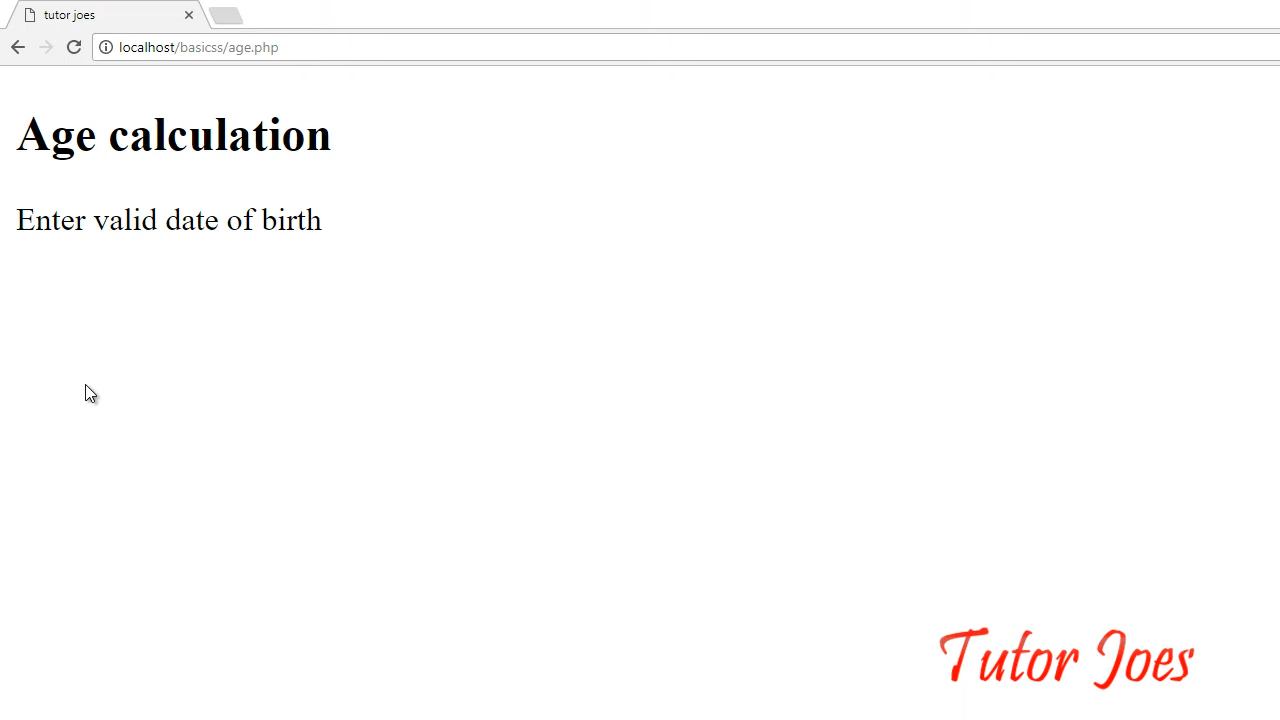 tutor joes
localhost/basicss/age.php
Age calculation
Enter valid date of birth
Tutor Joes